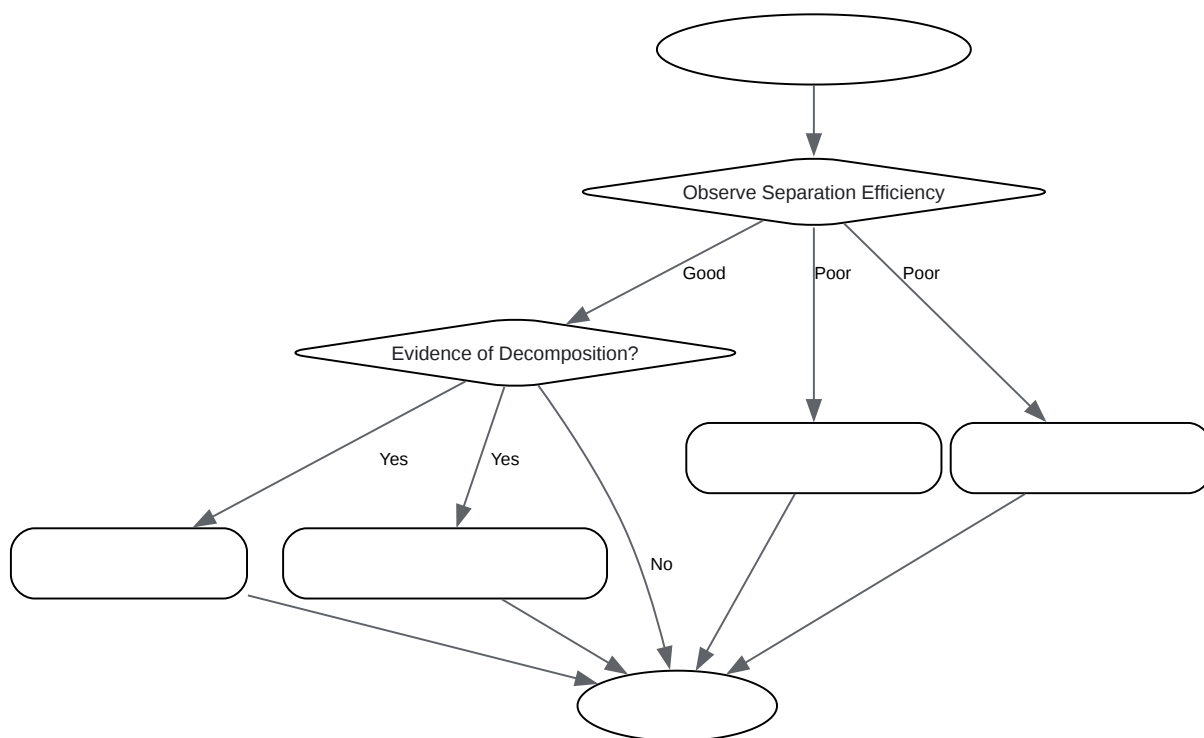 Observe Separation Efficiency
Good
Poor
Poor
Evidence of Decomposition?
Yes
Yes
No